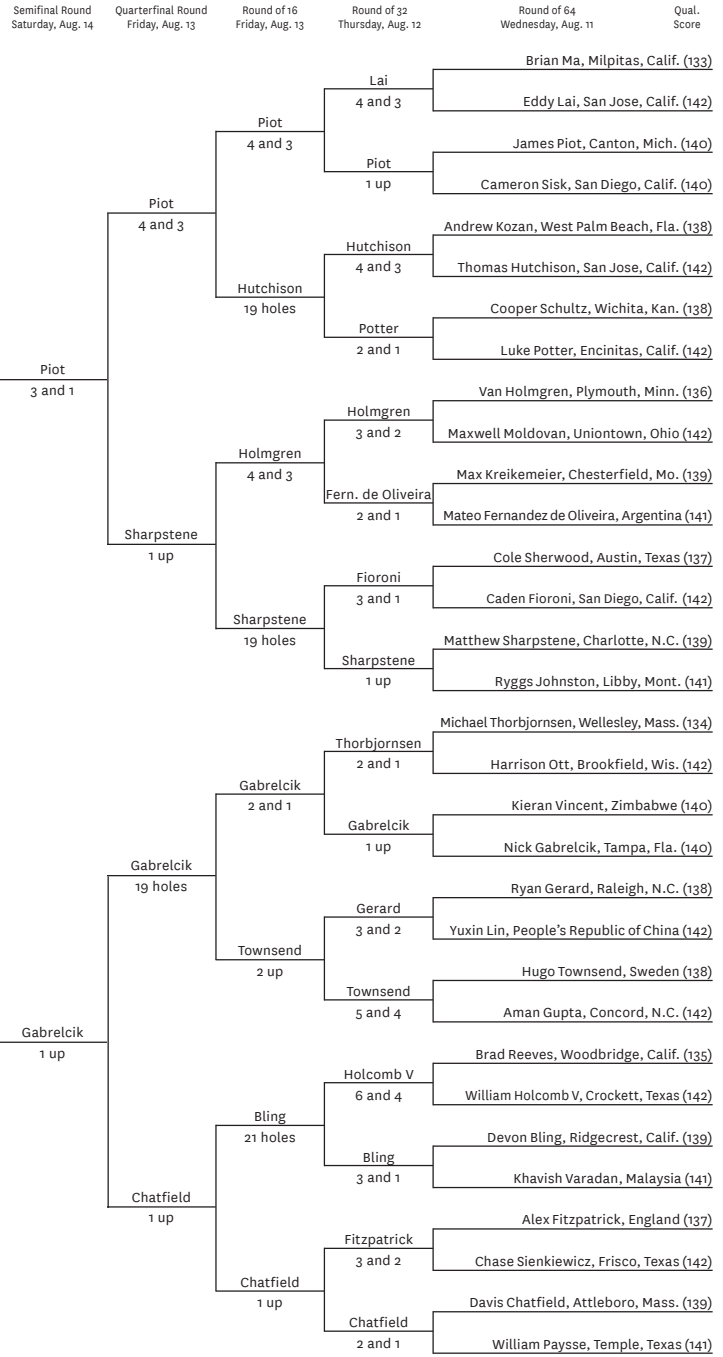 Semifinal Round
Saturday, Aug. 14
Quarterfinal Round
Friday, Aug. 13
Round of 16
Friday, Aug. 13
Round of 32
Thursday, Aug. 12
Round of 64
Wednesday, Aug. 11
Qual.
Score
Brian Ma, Milpitas, Calif. (133)
Lai
4 and 3
Eddy Lai, San Jose, Calif. (142)
Piot
4 and 3
James Piot, Canton, Mich. (140)
Piot
1 up
Cameron Sisk, San Diego, Calif. (140)
Piot
4 and 3
Andrew Kozan, West Palm Beach, Fla. (138)
Hutchison
4 and 3
Thomas Hutchison, San Jose, Calif. (142)
Hutchison
19 holes
Cooper Schultz, Wichita, Kan. (138)
Potter
2 and 1
Luke Potter, Encinitas, Calif. (142)
Piot
3 and 1
Van Holmgren, Plymouth, Minn. (136)
Holmgren
3 and 2
Maxwell Moldovan, Uniontown, Ohio (142)
Holmgren
4 and 3
Max Kreikemeier, Chesterfield, Mo. (139)
Fern. de Oliveira
2 and 1
Mateo Fernandez de Oliveira, Argentina (141)
Sharpstene
1 up
Cole Sherwood, Austin, Texas (137)
Fioroni
3 and 1
Caden Fioroni, San Diego, Calif. (142)
Sharpstene
19 holes
Matthew Sharpstene, Charlotte, N.C. (139)
Sharpstene
1 up
Ryggs Johnston, Libby, Mont. (141)
Michael Thorbjornsen, Wellesley, Mass. (134)
Thorbjornsen
2 and 1
Harrison Ott, Brookfield, Wis. (142)
Gabrelcik
2 and 1
Kieran Vincent, Zimbabwe (140)
Gabrelcik
1 up
Nick Gabrelcik, Tampa, Fla. (140)
Gabrelcik
19 holes
Ryan Gerard, Raleigh, N.C. (138)
Gerard
3 and 2
Yuxin Lin, People's Republic of China (142)
Townsend
2 up
Hugo Townsend, Sweden (138)
Townsend
5 and 4
Aman Gupta, Concord, N.C. (142)
Gabrelcik
1 up
Brad Reeves, Woodbridge, Calif. (135)
Holcomb V
6 and 4
William Holcomb V, Crockett, Texas (142)
Bling
21 holes
Devon Bling, Ridgecrest, Calif. (139)
Bling
3 and 1
Khavish Varadan, Malaysia (141)
Chatfield
1 up
Alex Fitzpatrick, England (137)
Fitzpatrick
3 and 2
Chase Sienkiewicz, Frisco, Texas (142)
Chatfield
1 up
Davis Chatfield, Attleboro, Mass. (139)
Chatfield
2 and 1
William Paysse, Temple, Texas (141)